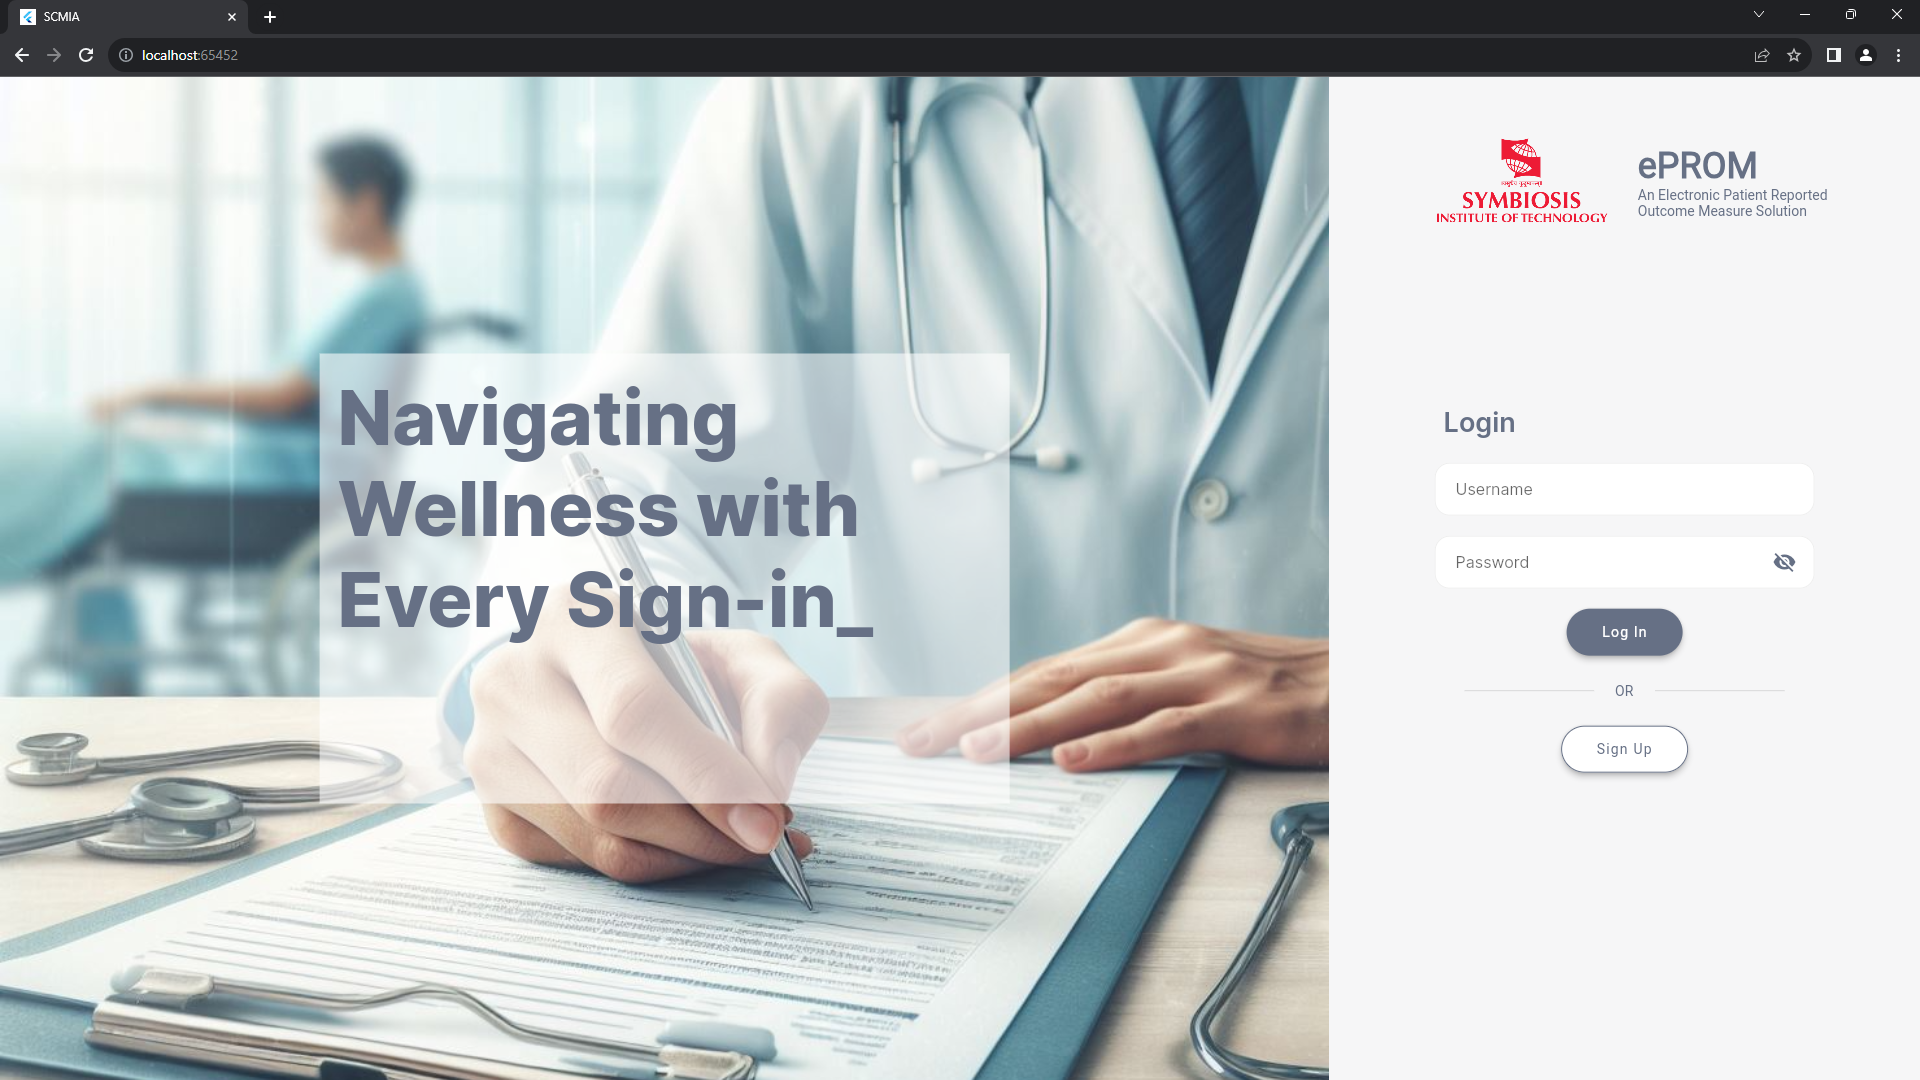 SCMIA
localhost:65452
Navigating
Wellness with
Every Sign-in_
SYMBIOSIS
INSTITUTE OF TECHNOLOGY
ePROM
An Electronic Patient Reported
Outcome Measure Solution
Login
Username
Password
Log In
OR
Sign Up